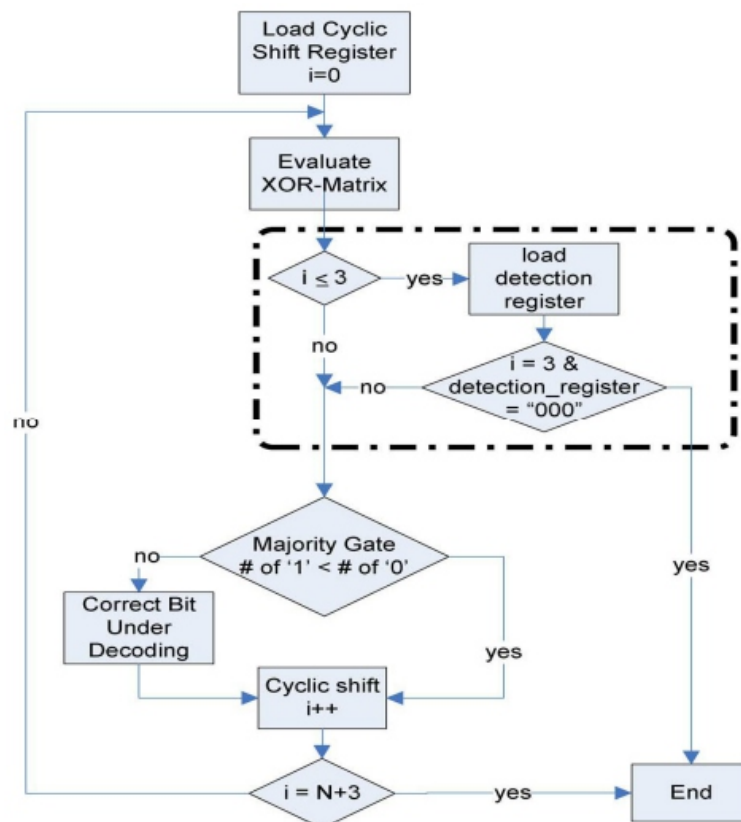 Load Cyclic
Shift Register
i=0
Evaluate
XOR-Matrix
i ≤ 3
yes
load
detection
register
no
i = 3 &
detection_register
= “000”
no
no
Majority Gate
# of ‘1’ < # of ‘0’
no
yes
Correct Bit
Under
Decoding
yes
Cyclic shift
i++
i = N+3
yes
End